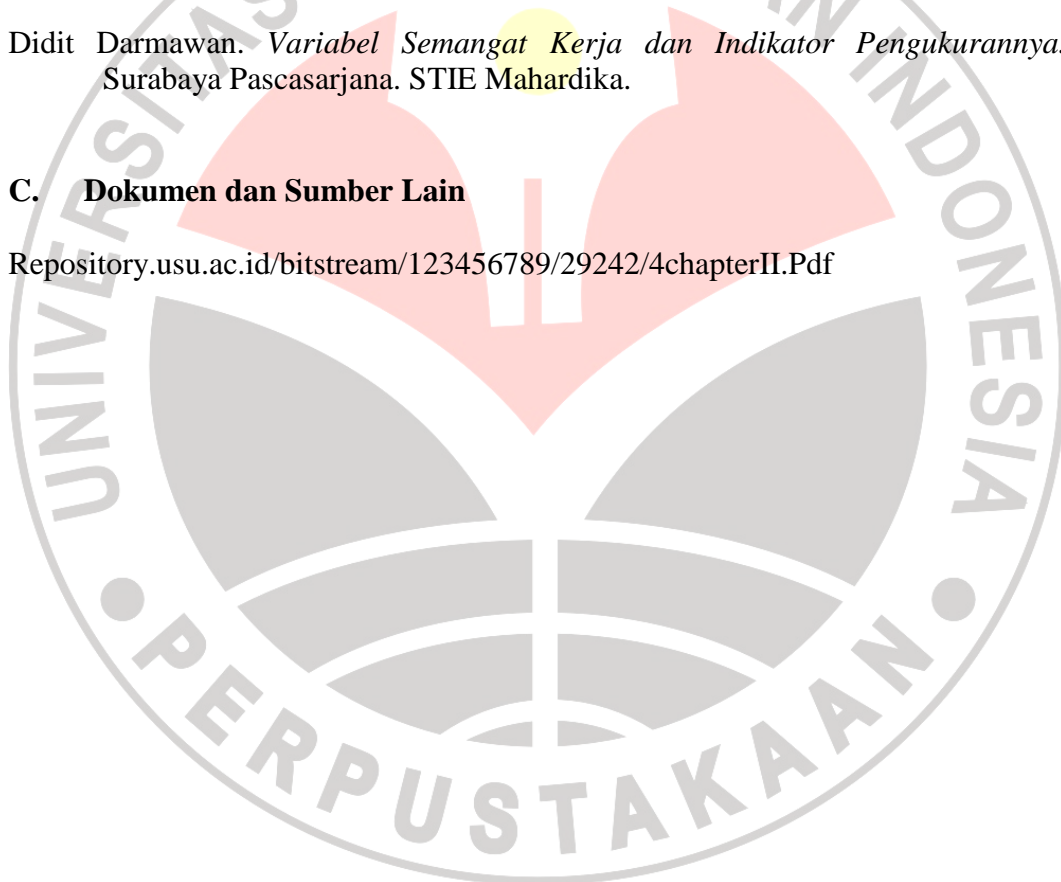 Didit Darmawan. Variabel Semangat Kerja dan Indikator Pengukurannya.
Surabaya Pascasarjana. STIE Mahardika.
C. Dokumen dan Sumber Lain
Repository.usu.ac.id/bitstream/123456789/29242/4chapterII.Pdf
UNIVERSITAS
AN INDONESIA
PERPUSTAKAAN